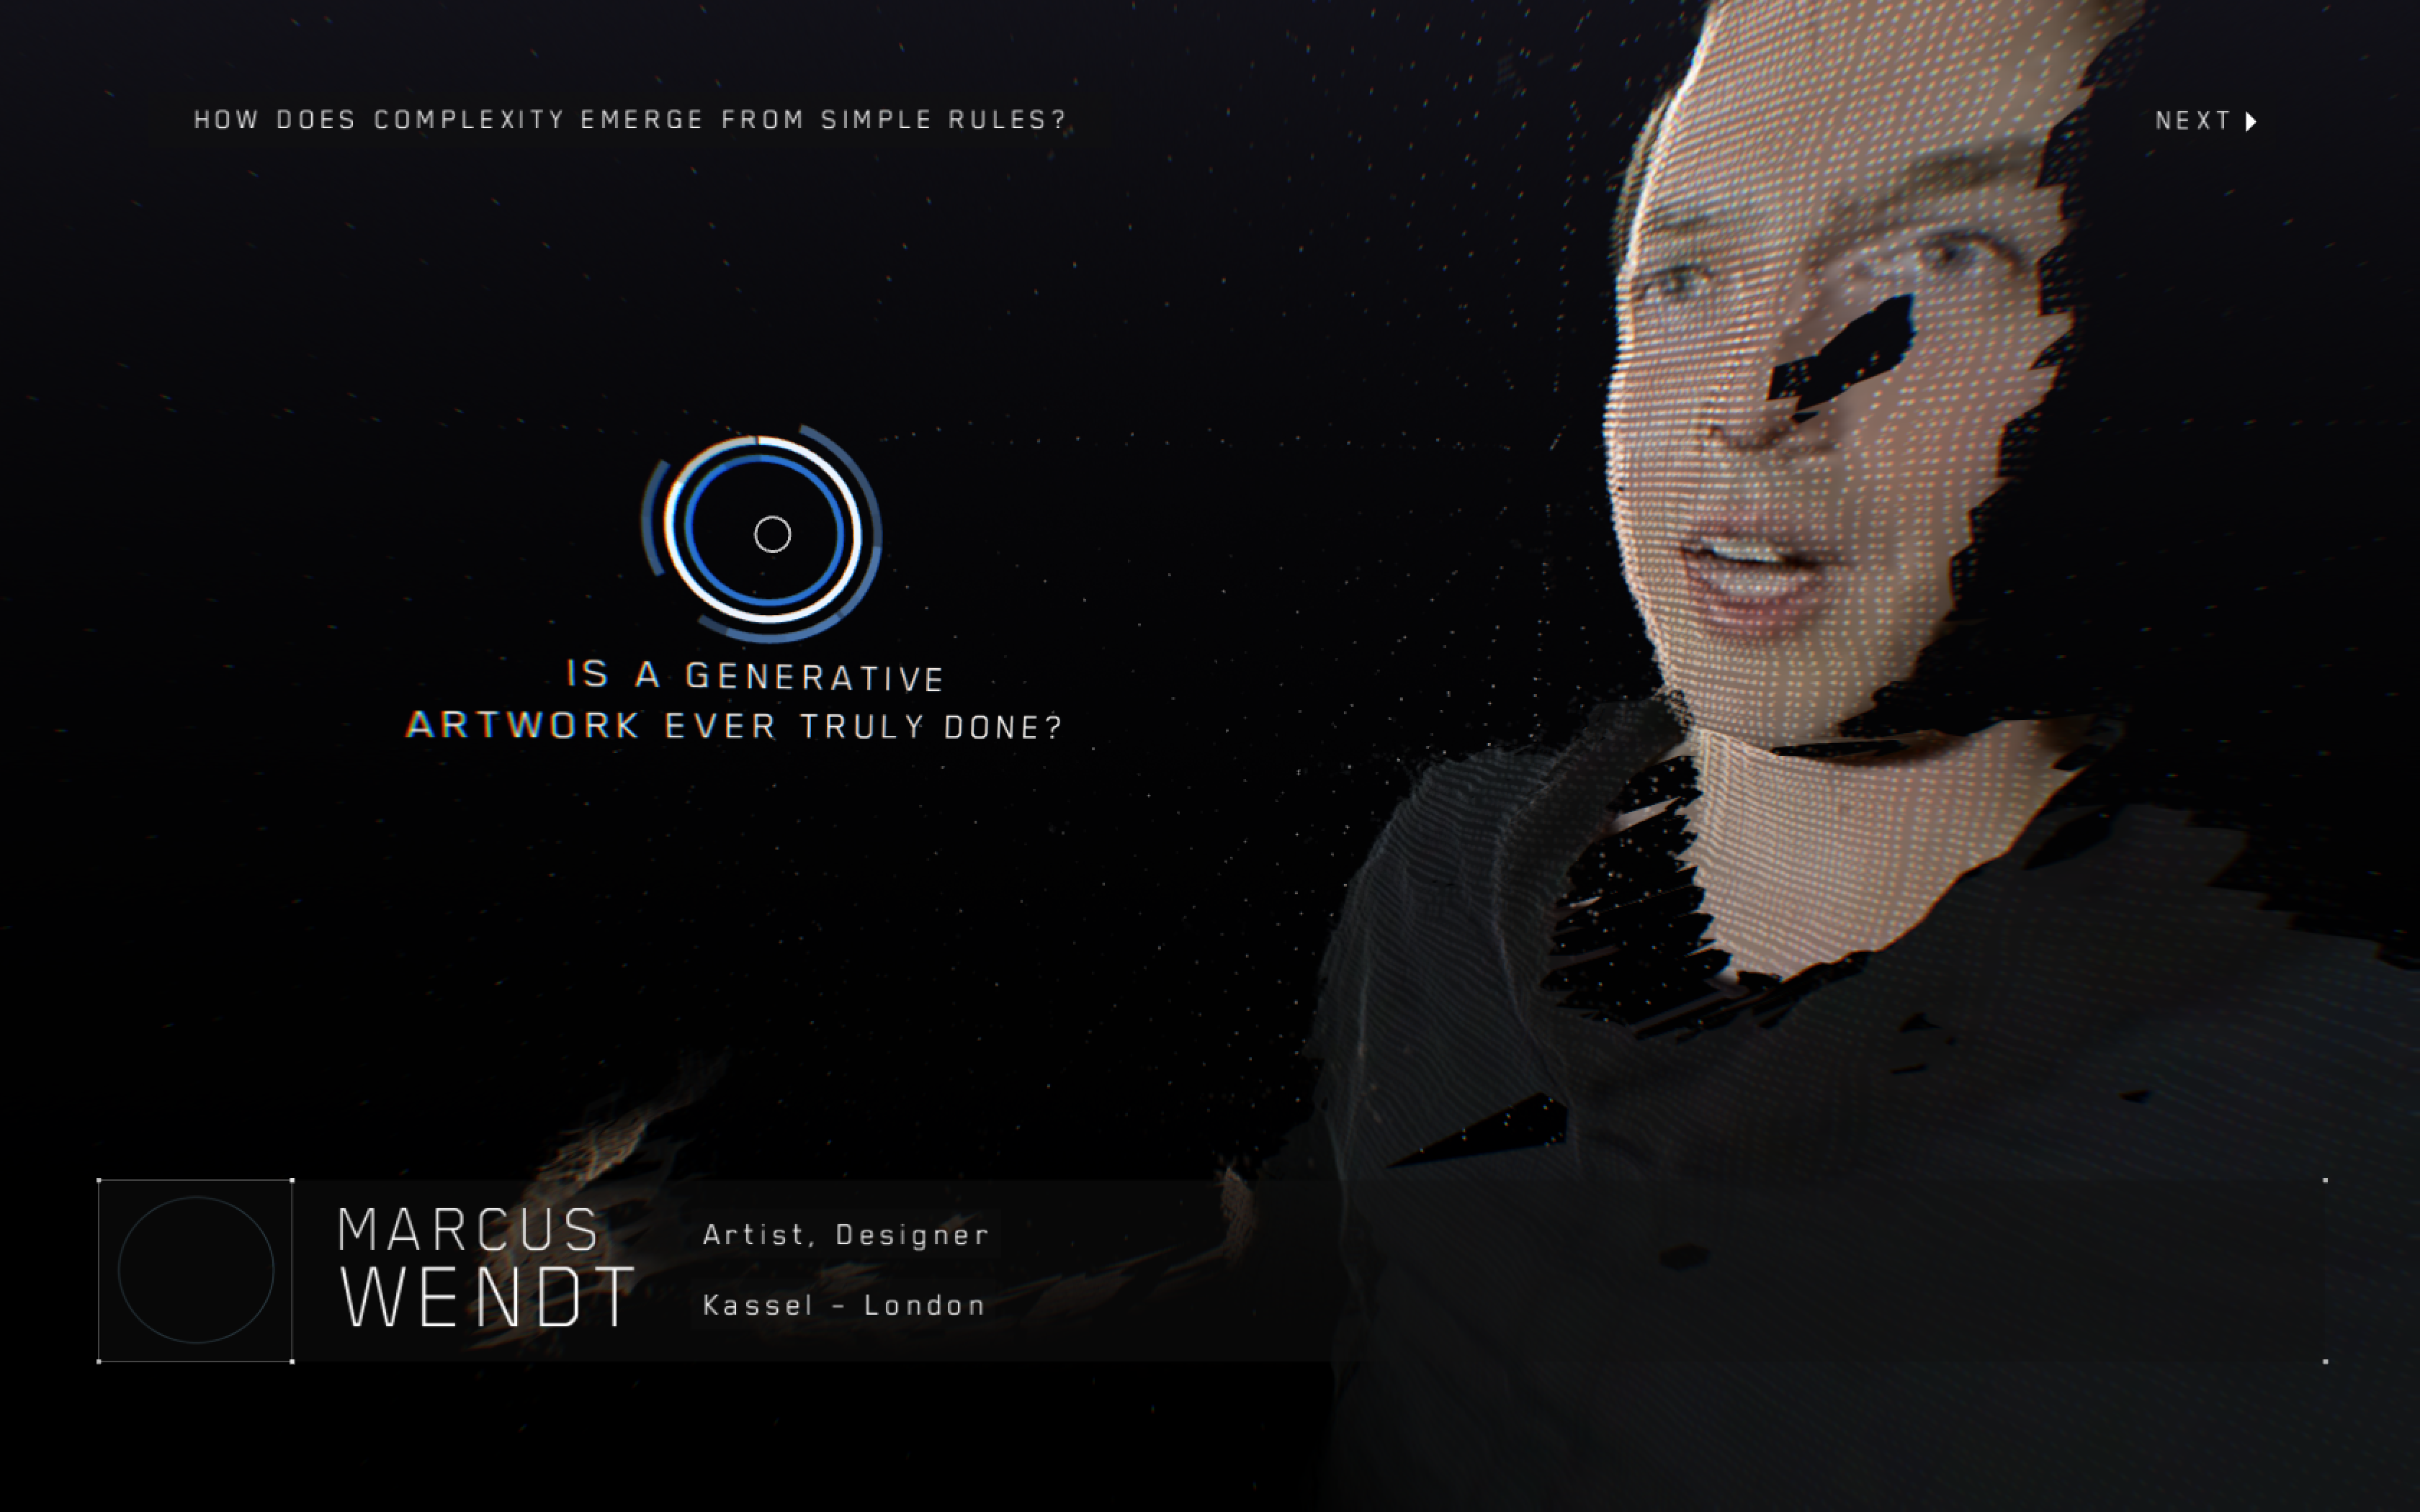 HOW DOES COMPLEXITY EMERGE FROM SIMPLE RULES?
NEXT
IS A GENERATIVE
ARTWORK EVER TRULY DONE?
MARCUS
WENDT
Artist, Designer
Kassel – London